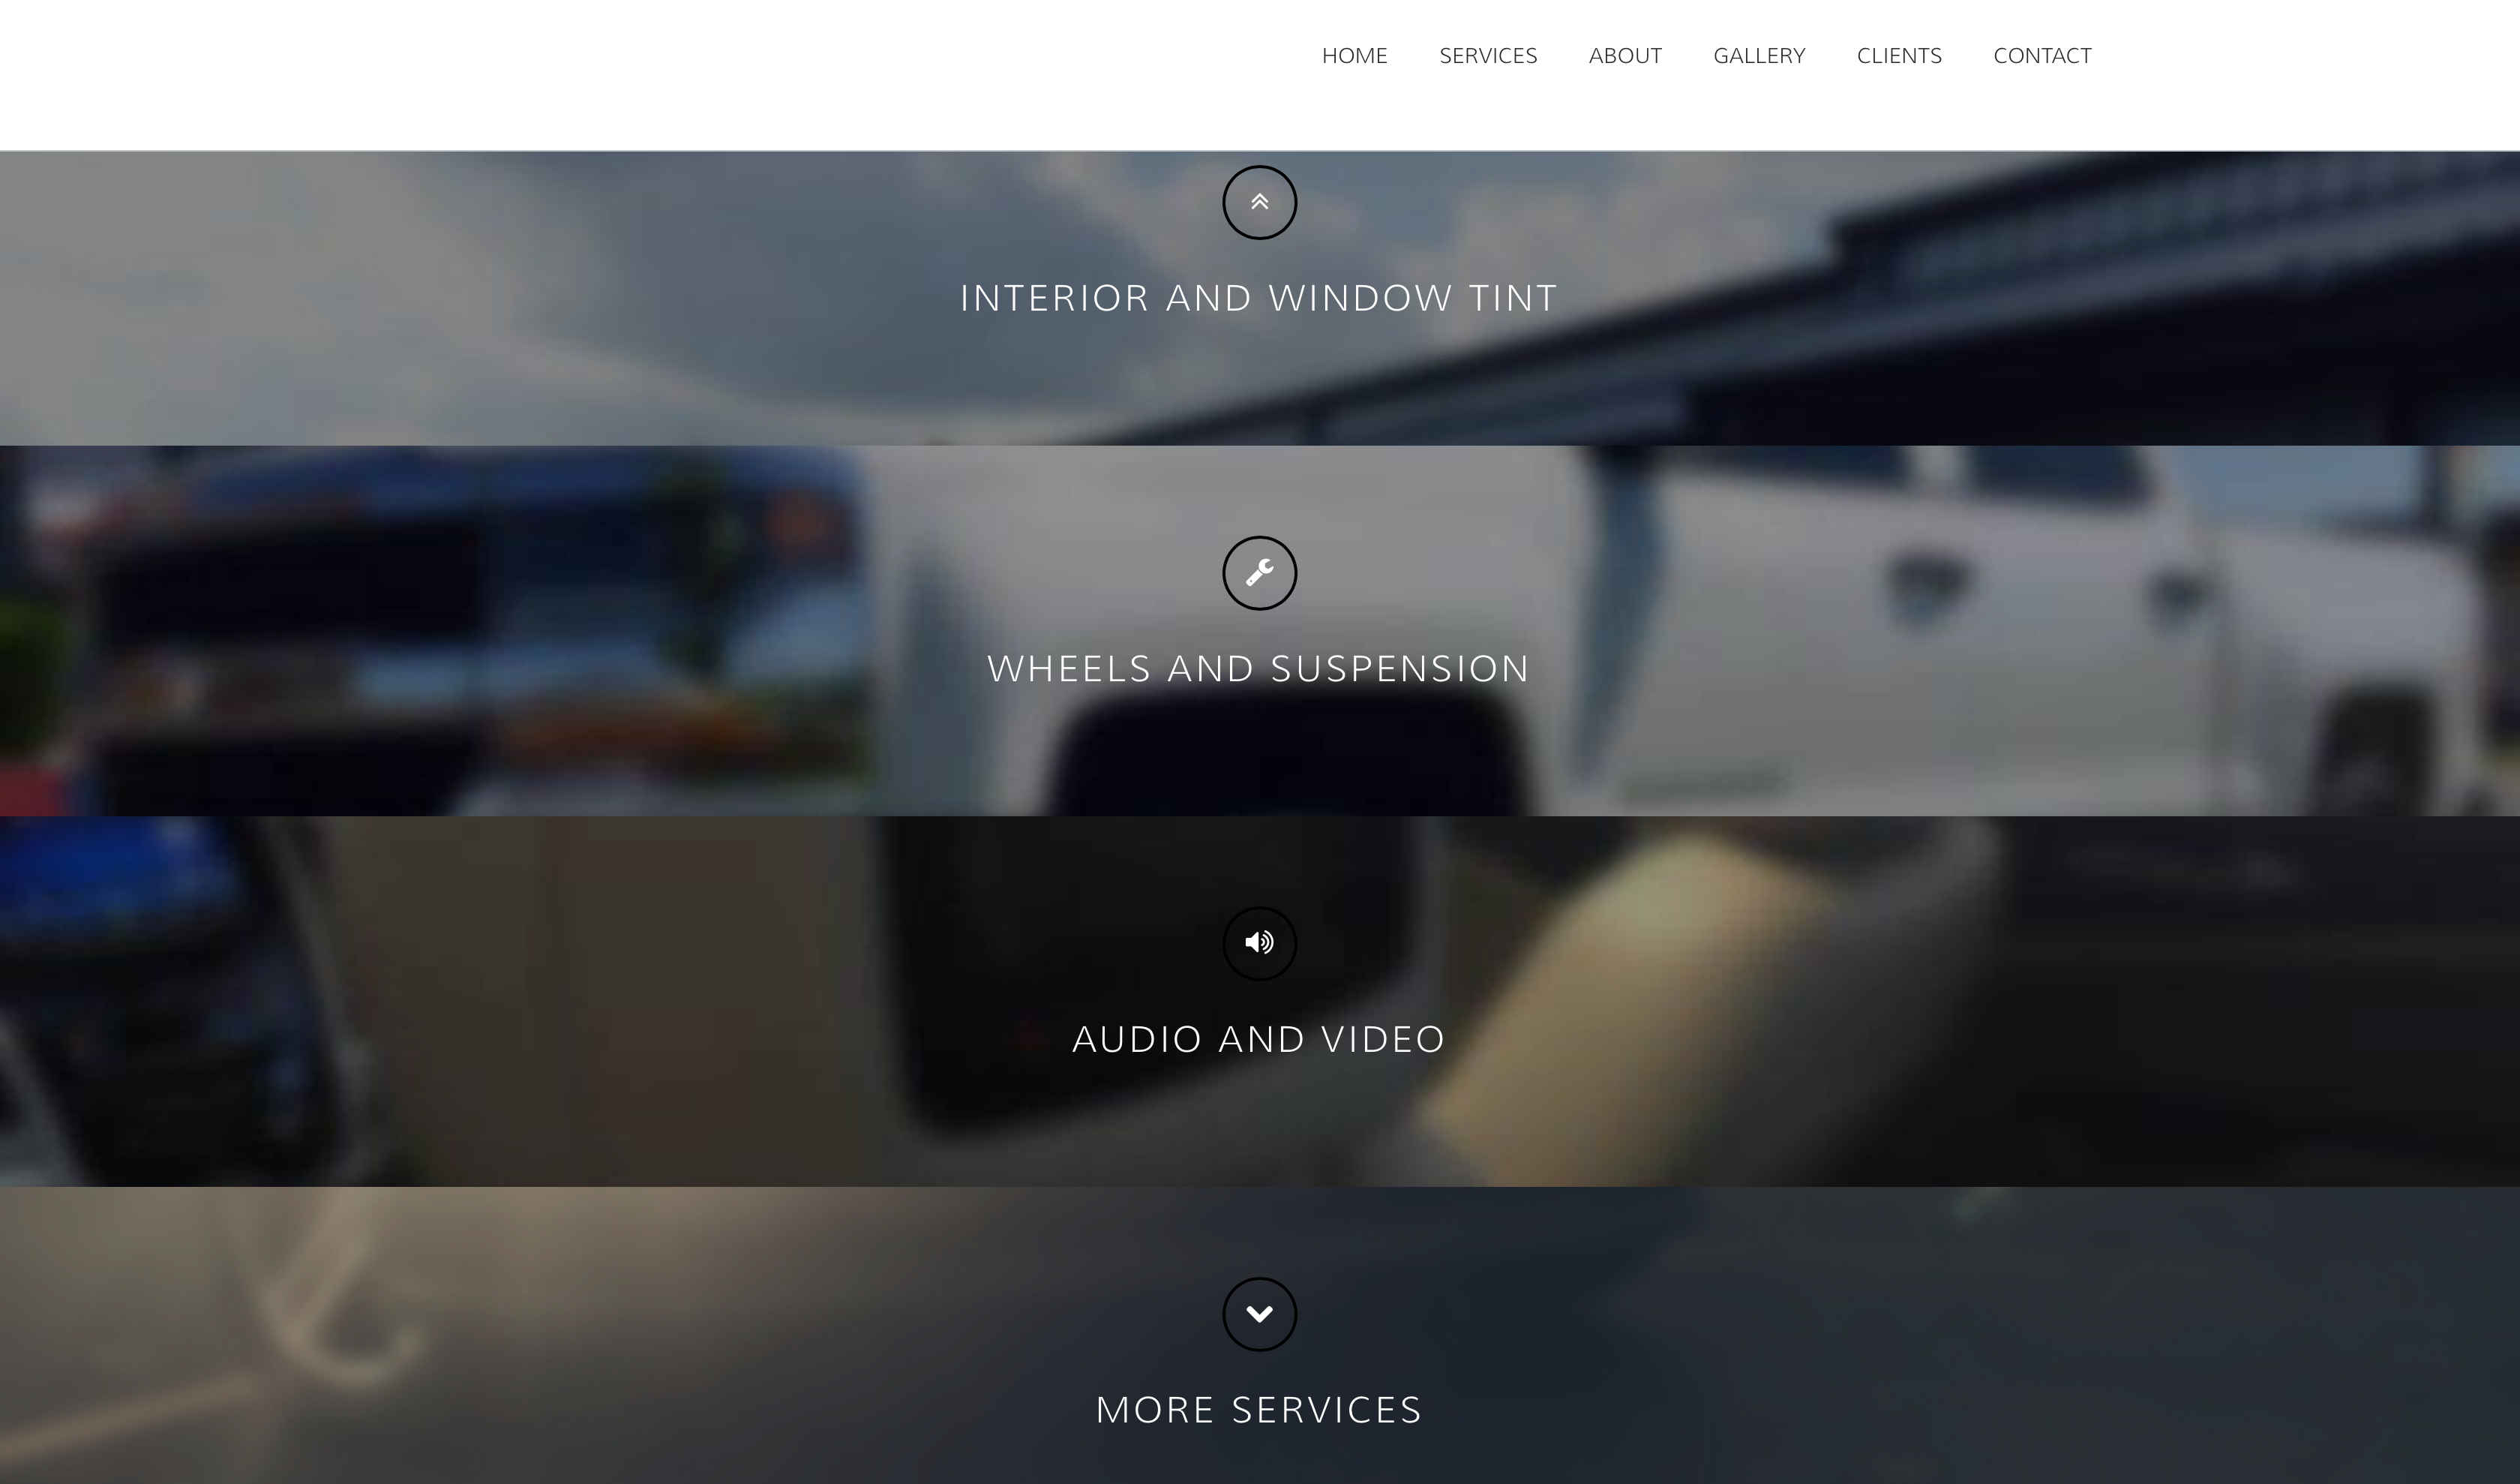 HOME SERVICES ABOUT GALLERY CLIENTS CONTACT
INTERIOR AND WINDOW TINT
WHEELS AND SUSPENSION
AUDIO AND VIDEO
MORE SERVICES